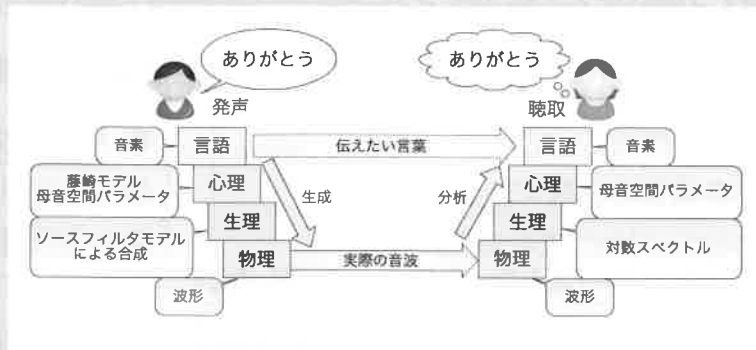 ありがとう
ありがとう
発声
聴取
音素
言語
伝えたい言葉
言語
音素
藤崎モデル
母音空間パラメータ
心理
生成
分析
心理
母音空間パラメータ
生理
生理
ソースフィルタモデル
による合成
対数スペクトル
物理
実際の音波
物理
波形
波形